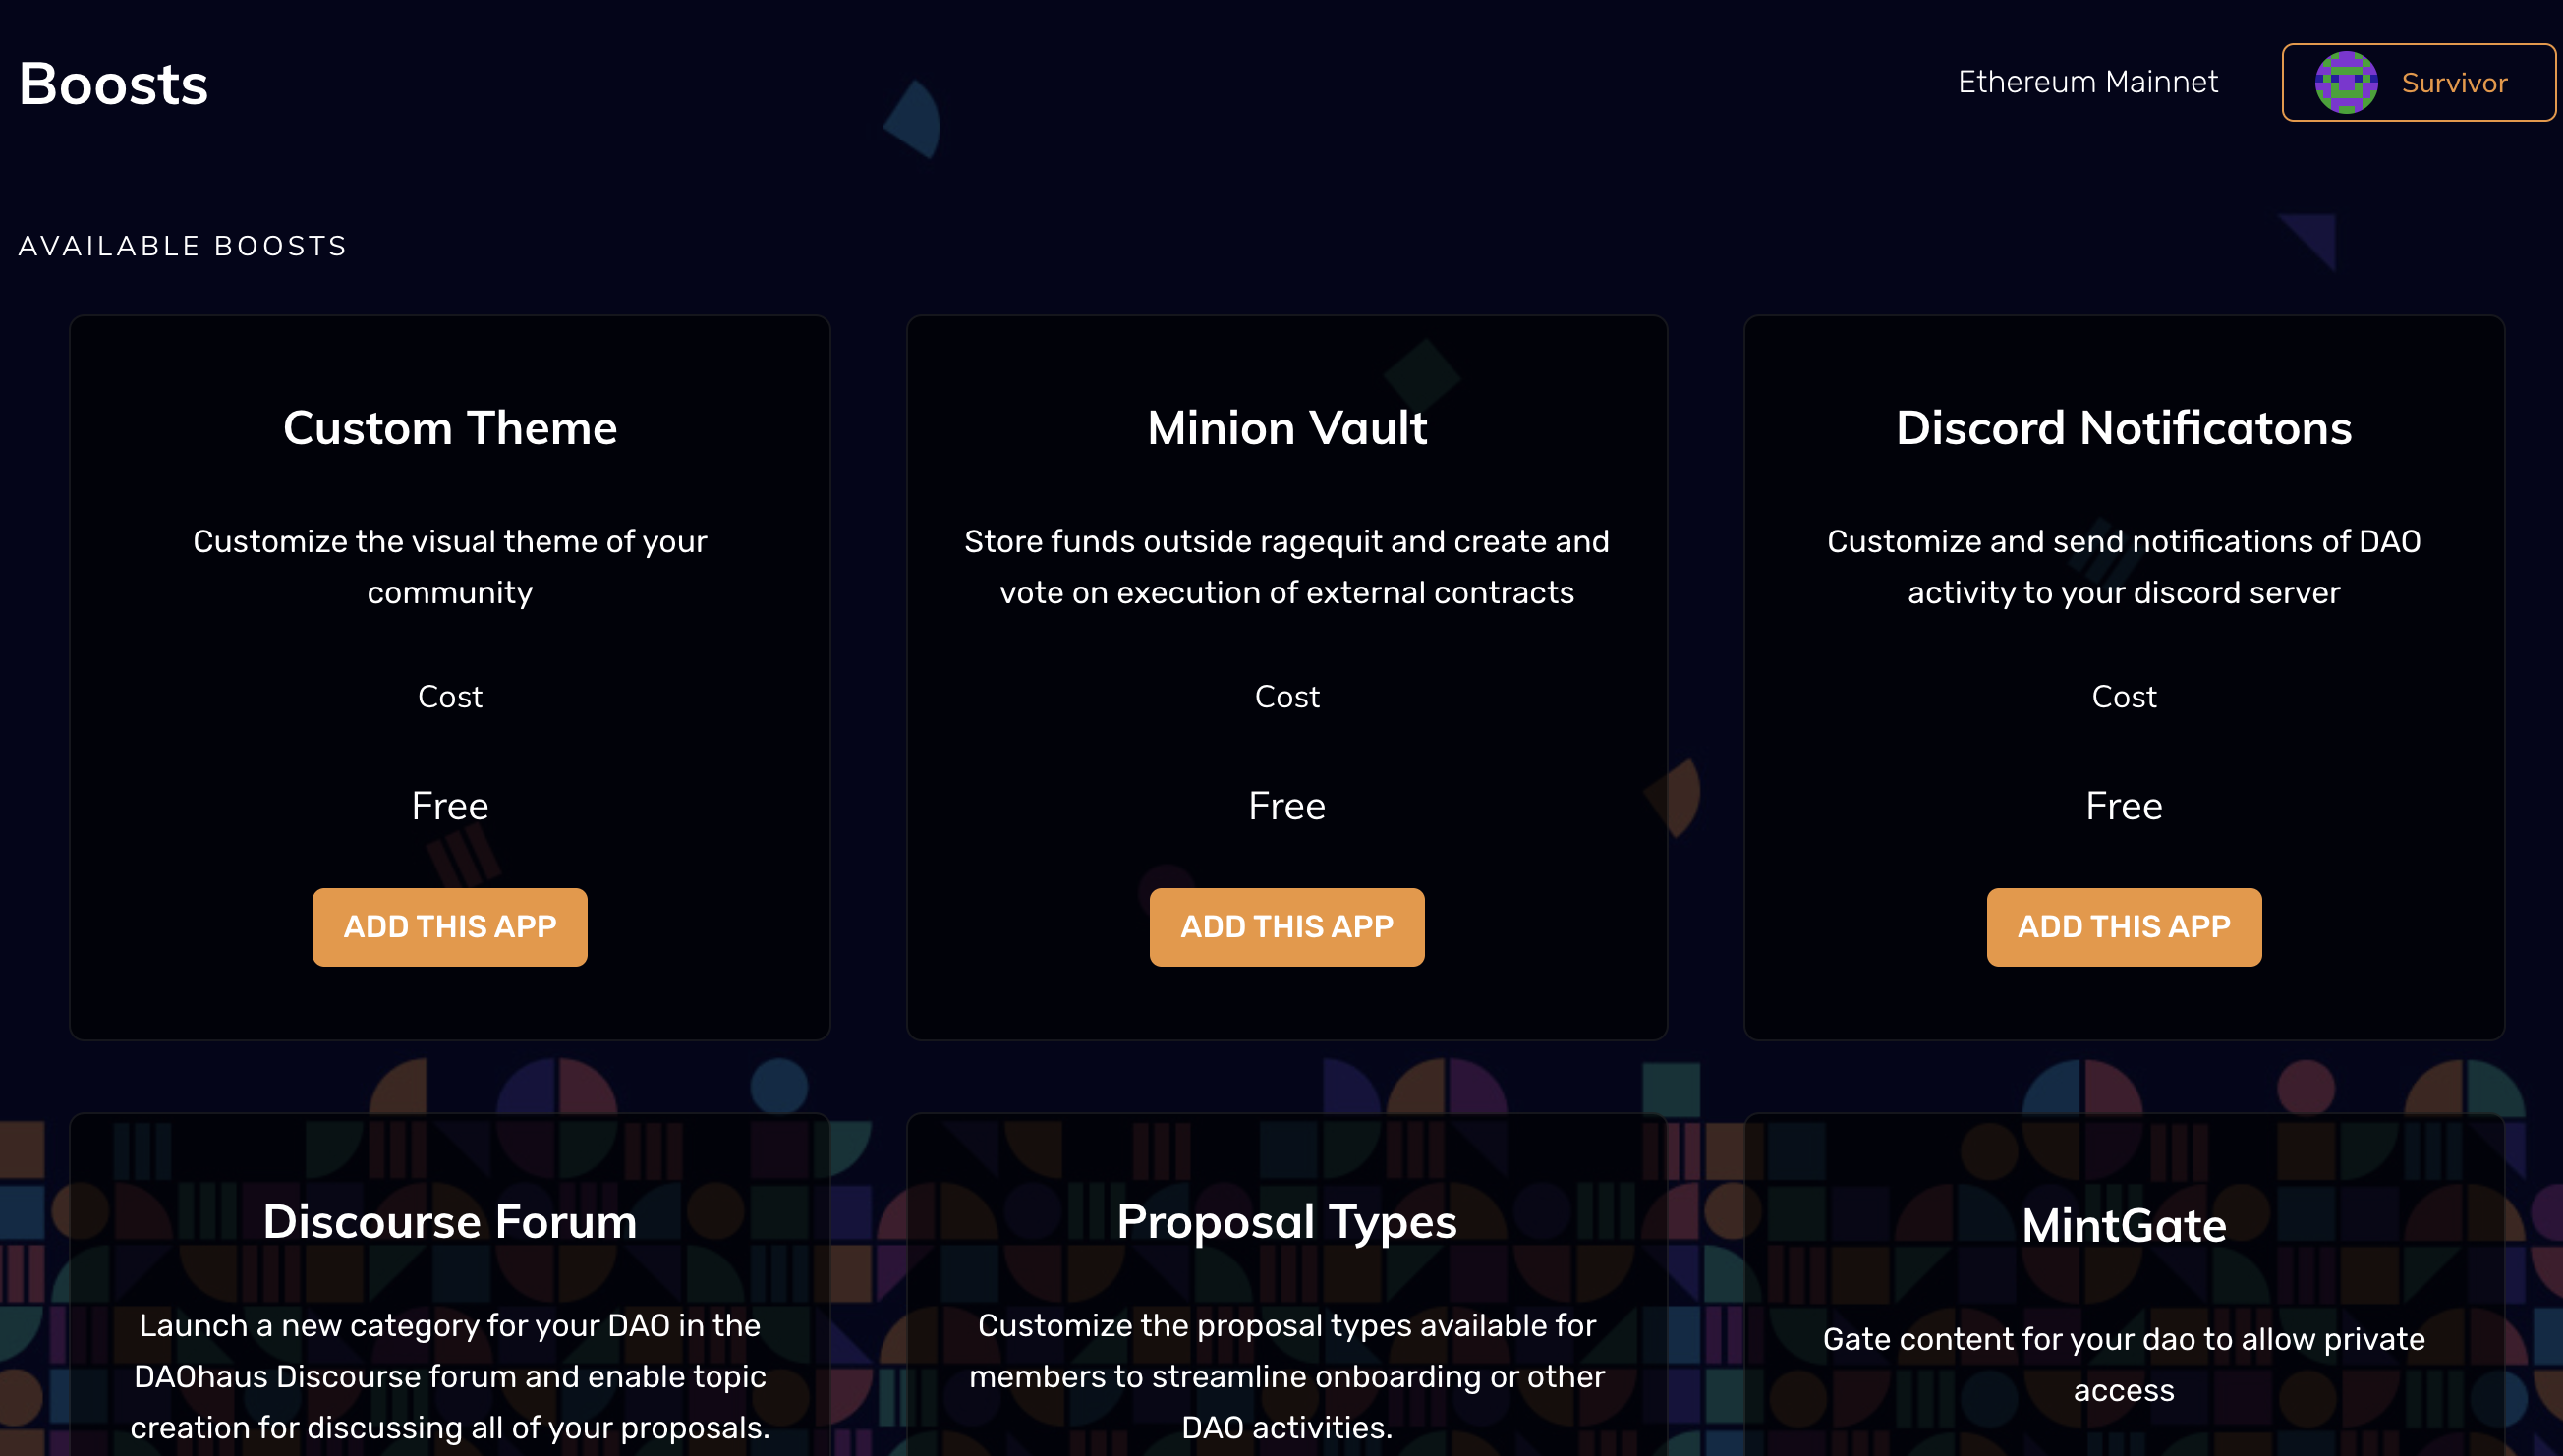 Boosts
Ethereum Mainnet
Survivor
AVAILABLE BOOSTS
Custom Theme
Customize the visual theme of your
community
Cost
Free
ADD THIS APP
Minion Vault
Store funds outside ragequit and create and
vote on execution of external contracts
Cost
Free
ADD THIS APP
Discord Notificatons
Customize and send notifications of DAO
activity to your discord server
Cost
Free
ADD THIS APP
Discourse Forum
Launch a new category for your DAO in the
DAOhaus Discourse forum and enable topic
creation for discussing all of your proposals.
Proposal Types
Customize the proposal types available for
members to streamline onboarding or other
DAO activities.
MintGate
Gate content for your dao to allow private
access